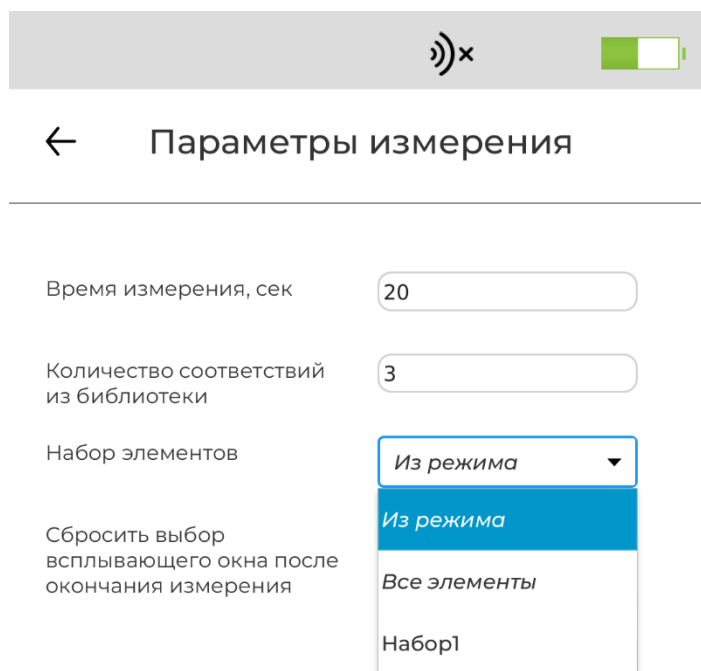 Параметры измерения
Время измерения, сек
20
Количество соответствий
из библиотеки
3
Набор элементов
Из режима
Из режима
Все элементы
Набор1
Сбросить выбор
всплывающего окна после
окончания измерения